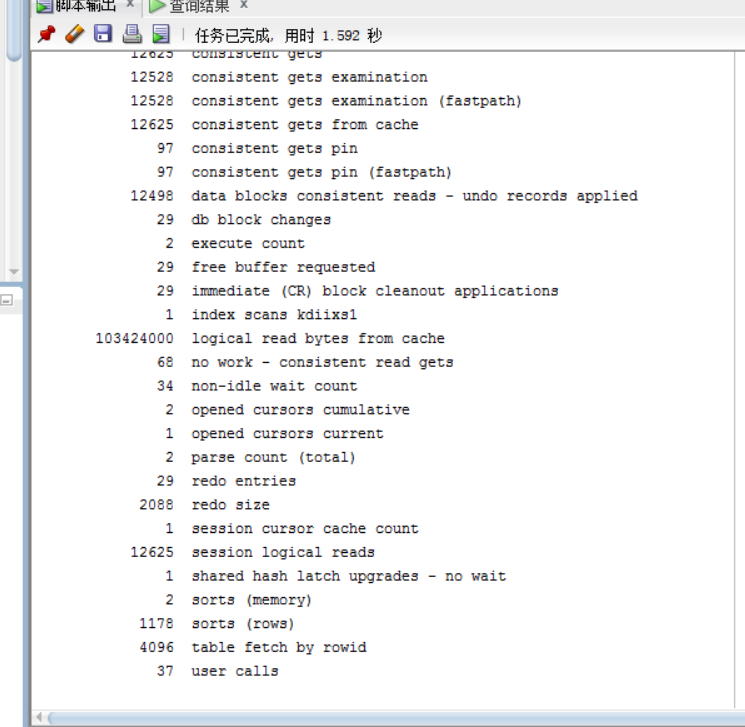 脚本输出 × 查询结果 ×
任务已完成, 用时 1.592 秒
12625 consistent gets
12528 consistent gets examination
12528 consistent gets examination (fastpath)
12625 consistent gets from cache
97 consistent gets pin
97 consistent gets pin (fastpath)
12498 data blocks consistent reads - undo records applied
29 db block changes
2 execute count
29 free buffer requested
29 immediate (CR) block cleanout applications
1 index scans kdiixs1
103424000 logical read bytes from cache
68 no work - consistent read gets
34 non-idle wait count
2 opened cursors cumulative
1 opened cursors current
2 parse count (total)
29 redo entries
2088 redo size
1 session cursor cache count
12625 session logical reads
1 shared hash latch upgrades - no wait
2 sorts (memory)
1178 sorts (rows)
4096 table fetch by rowid
37 user calls